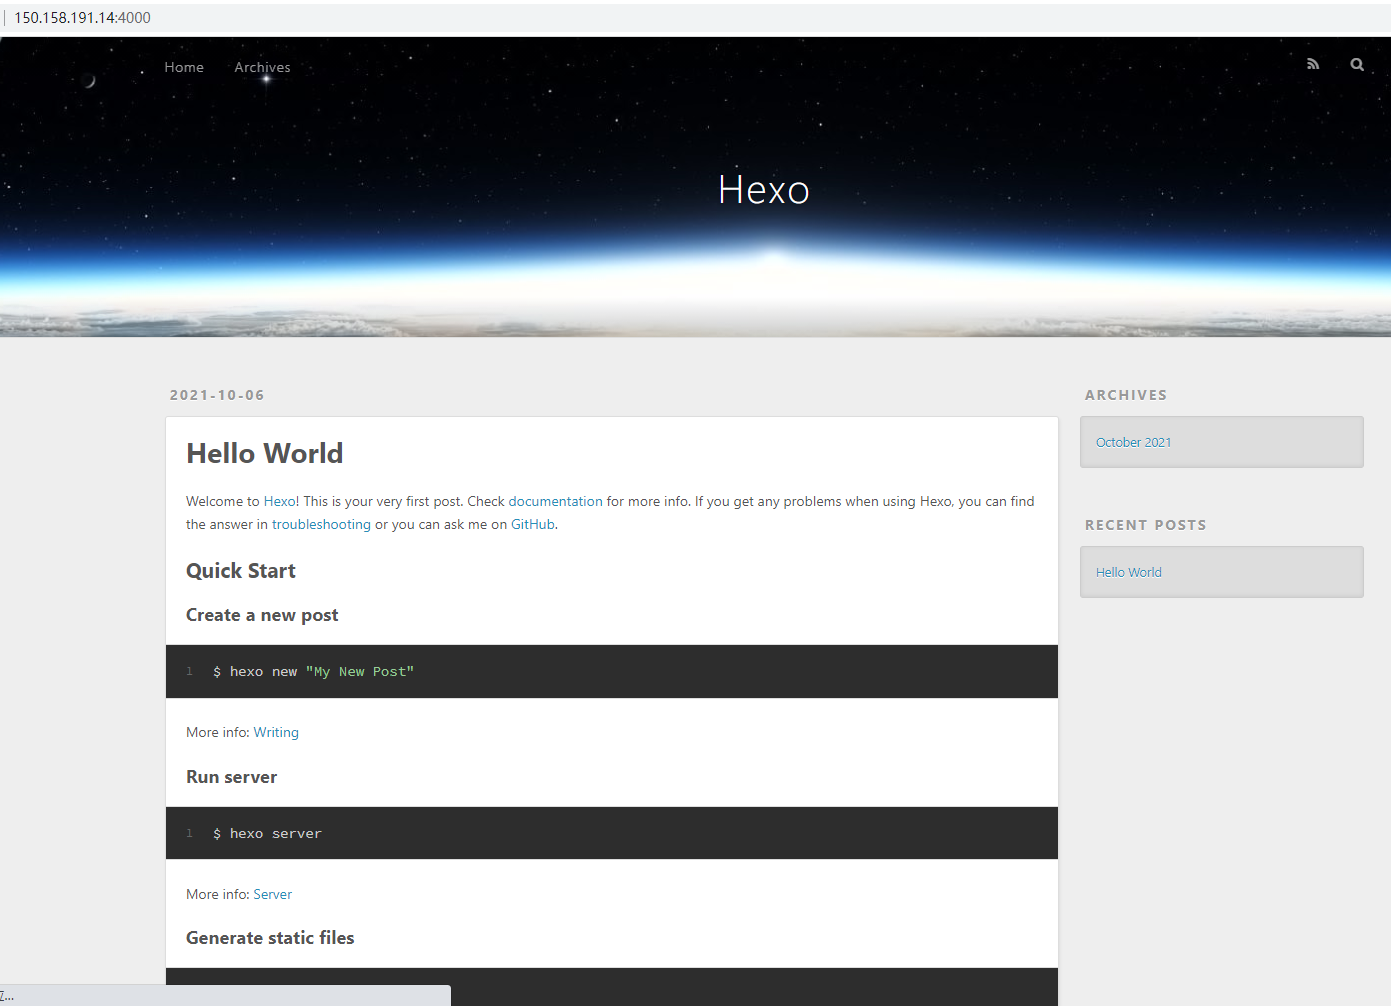 150.158.191.14:4000
Home Archives
Hexo
2021-10-06
Hello World
Welcome to Hexo! This is your very first post. Check documentation for more info. If you get any problems when using Hexo, you can find
the answer in troubleshooting or you can ask me on GitHub.
Quick Start
Create a new post
1 $ hexo new "My New Post"
More info: Writing
Run server
1 $ hexo server
More info: Server
Generate static files
ARCHIVES
October 2021
RECENT POSTS
Hello World